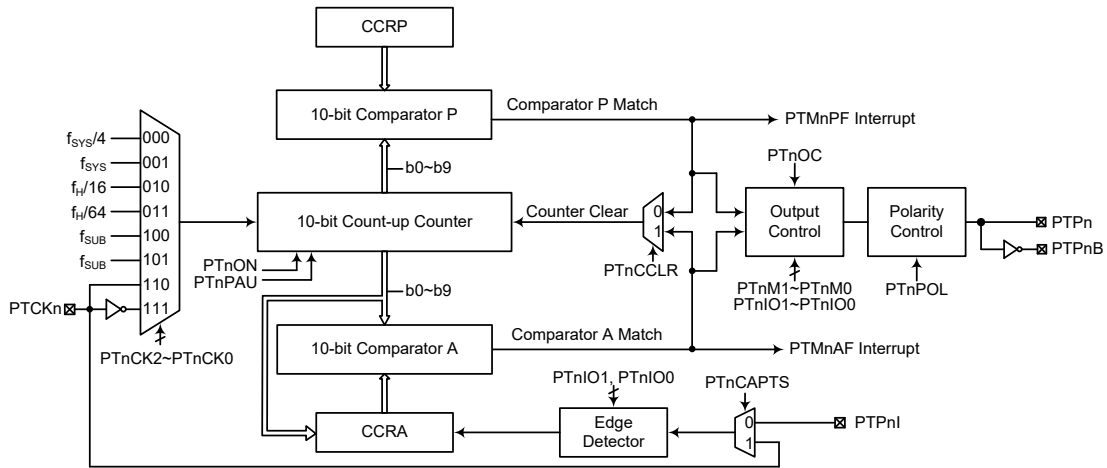 CCRP
10-bit Comparator P
Comparator P Match
PTMnPF Interrupt
b0~b9
fSYS/4
000
fSYS
001
fH/16
010
fH/64
011
fSUB
100
fSUB
101
110
111
PTCKn
PTnCK2~PTnCK0
10-bit Count-up Counter
PTnON
PTnPAU
Counter Clear
0
1
PTnCCLR
PTnOC
Output
Control
PTnM1~PTnM0
PTnIO1~PTnIO0
Polarity
Control
PTnPOL
PTPn
PTPnB
b0~b9
10-bit Comparator A
Comparator A Match
PTMnAF Interrupt
CCRA
PTnIO1, PTnIO0
Edge
Detector
PTnCAPTS
0
1
PTPnI